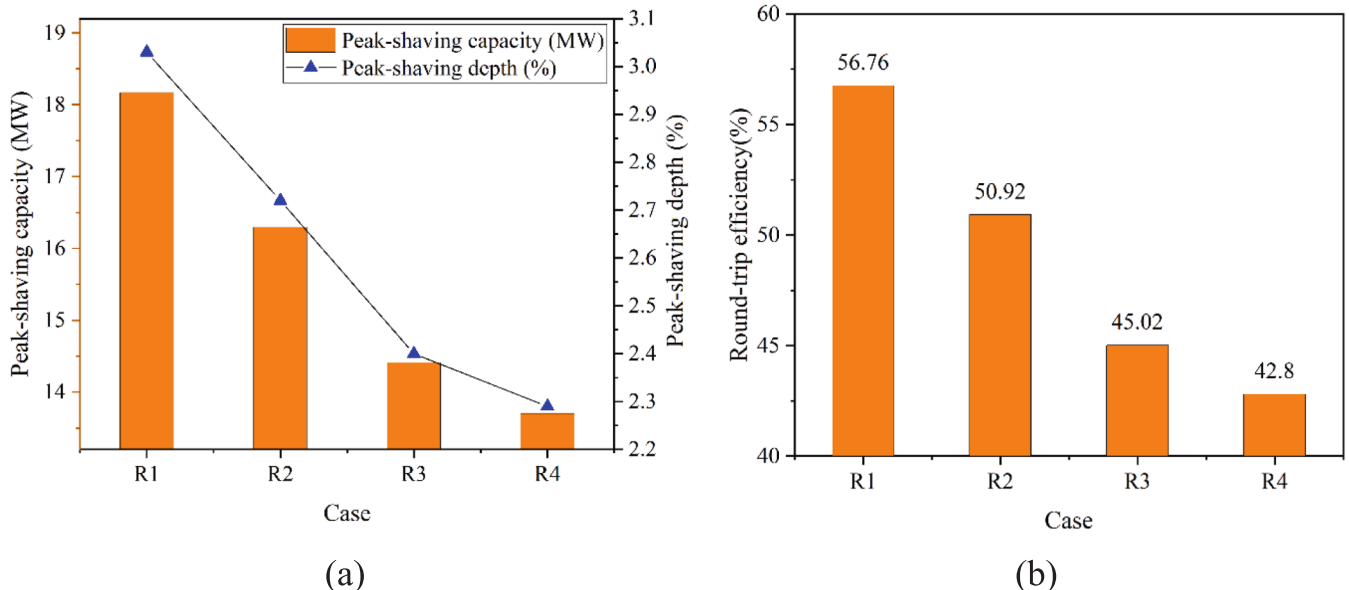 Peak-shaving capacity (MW)
19
18
17
16
15
14
Peak-shaving capacity (MW)
Peak-shaving depth (%)
3.1
3.0
2.9
2.8
2.7
2.6
2.5
2.4
2.3
2.2
Peak-shaving depth (%)
R1 R2 R3 R4
Case
(a)
Round-trip efficiency(%)
60
55
50
45
40
56.76
50.92
45.02
42.8
R1 R2 R3 R4
Case
(b)